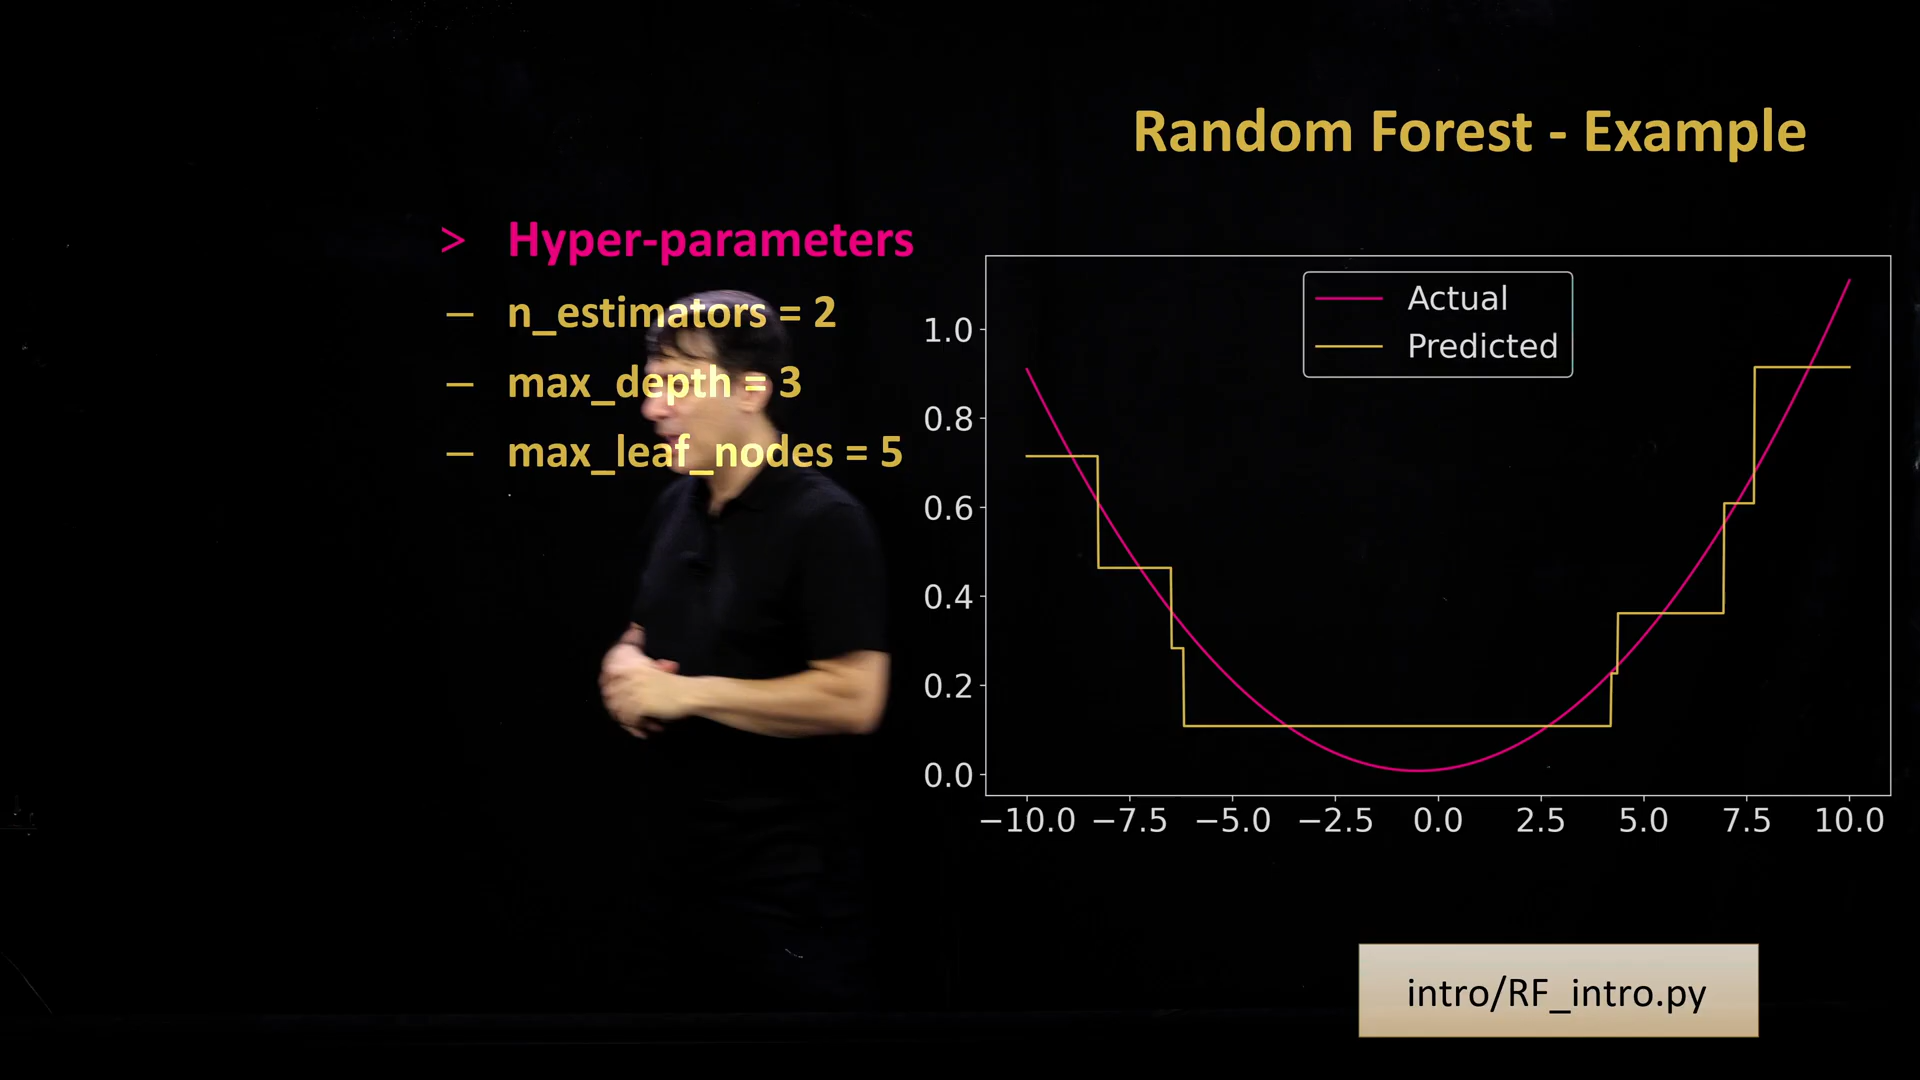 Random Forest - Example
> Hyper-parameters
– n_estimators = 2
– max_depth = 3
– max_leaf_nodes = 5
Actual
Predicted
1.0
0.8
0.6
0.4
0.2
0.0
−10.0 −7.5 −5.0 −2.5 0.0 2.5 5.0 7.5 10.0
intro/RF_intro.py